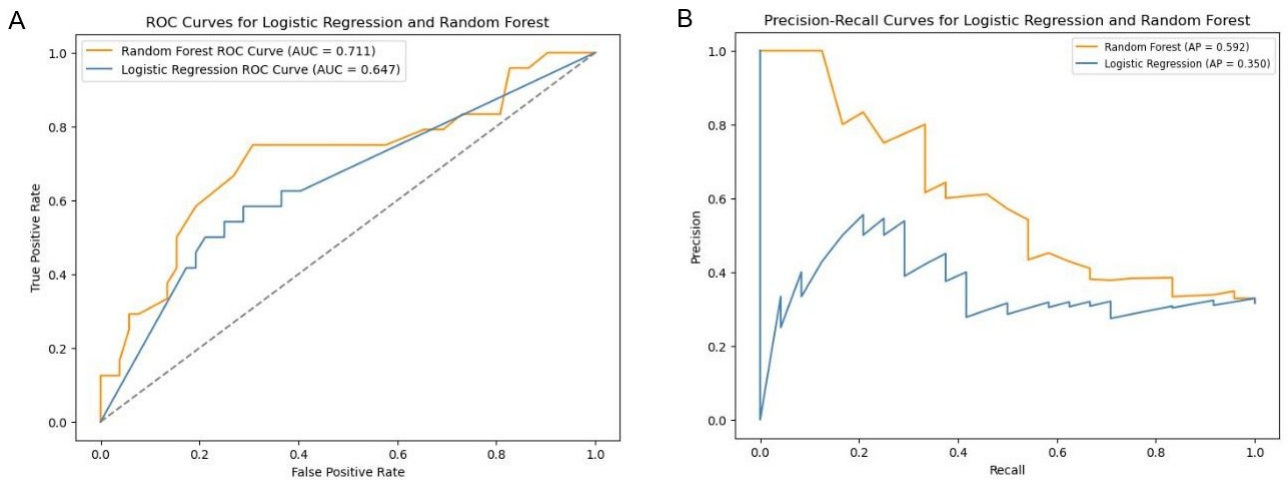 A
ROC Curves for Logistic Regression and Random Forest
Random Forest ROC Curve (AUC = 0.711)
Logistic Regression ROC Curve (AUC = 0.647)
1.0
0.8
0.6
0.4
0.2
0.0
True Positive Rate
0.0 0.2 0.4 0.6 0.8 1.0
False Positive Rate
B
Precision-Recall Curves for Logistic Regression and Random Forest
Random Forest (AP = 0.592)
Logistic Regression (AP = 0.350)
1.0
0.8
0.6
0.4
0.2
0.0
Precision
0.0 0.2 0.4 0.6 0.8 1.0
Recall